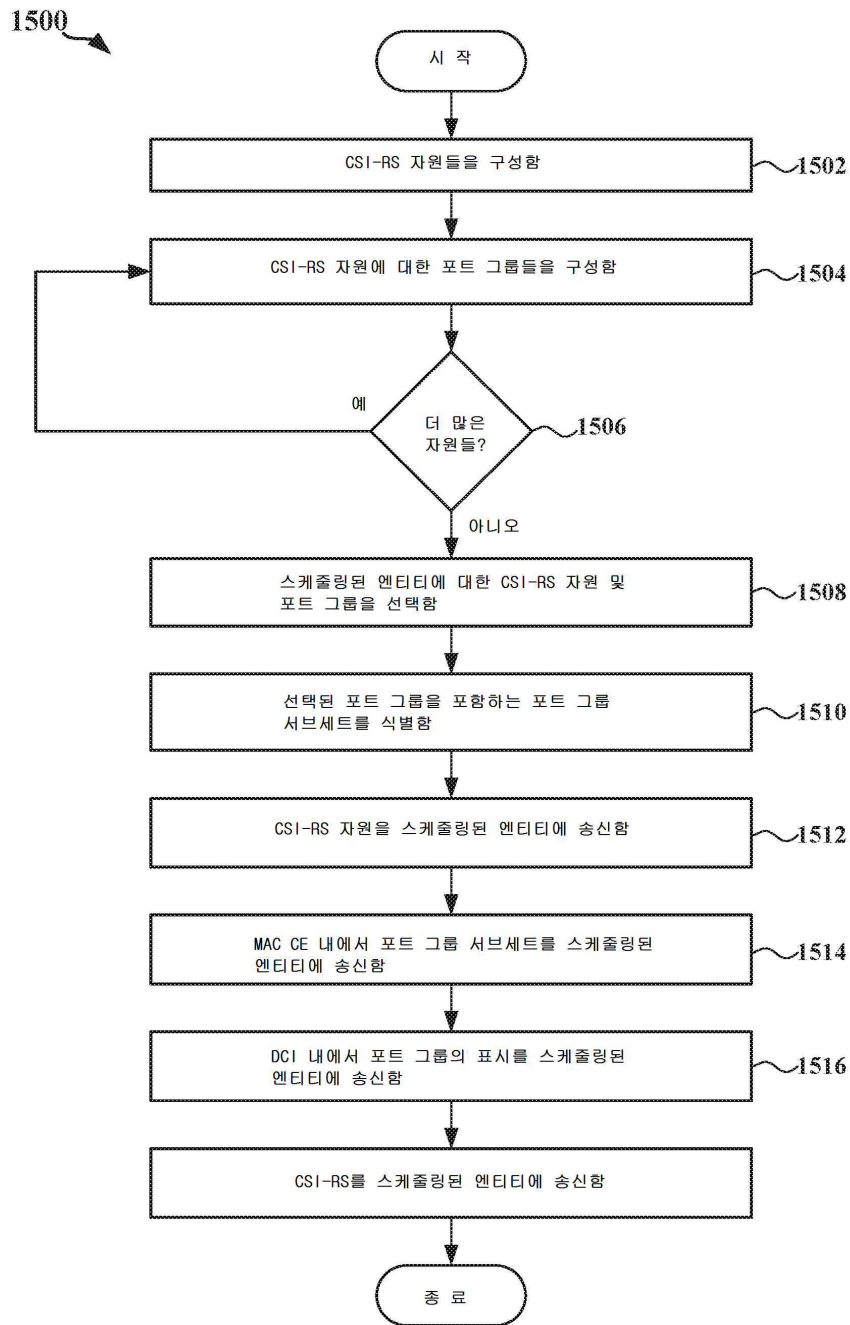 1500
시 작
CSI-RS 자원들을 구성함
1502
CSI-RS 자원에 대한 포트 그룹들을 구성함
1504
예
더 많은
자원들?
1506
아니오
스케줄링된 엔티티에 대한 CSI-RS 자원 및
포트 그룹을 선택함
1508
선택된 포트 그룹을 포함하는 포트 그룹
서브세트를 식별함
1510
CSI-RS 자원을 스케줄링된 엔티티에 송신함
1512
MAC CE 내에서 포트 그룹 서브세트를 스케줄링된
엔티티에 송신함
1514
DCI 내에서 포트 그룹의 표시를 스케줄링된
엔티티에 송신함
1516
CSI-RS를 스케줄링된 엔티티에 송신함
종 료